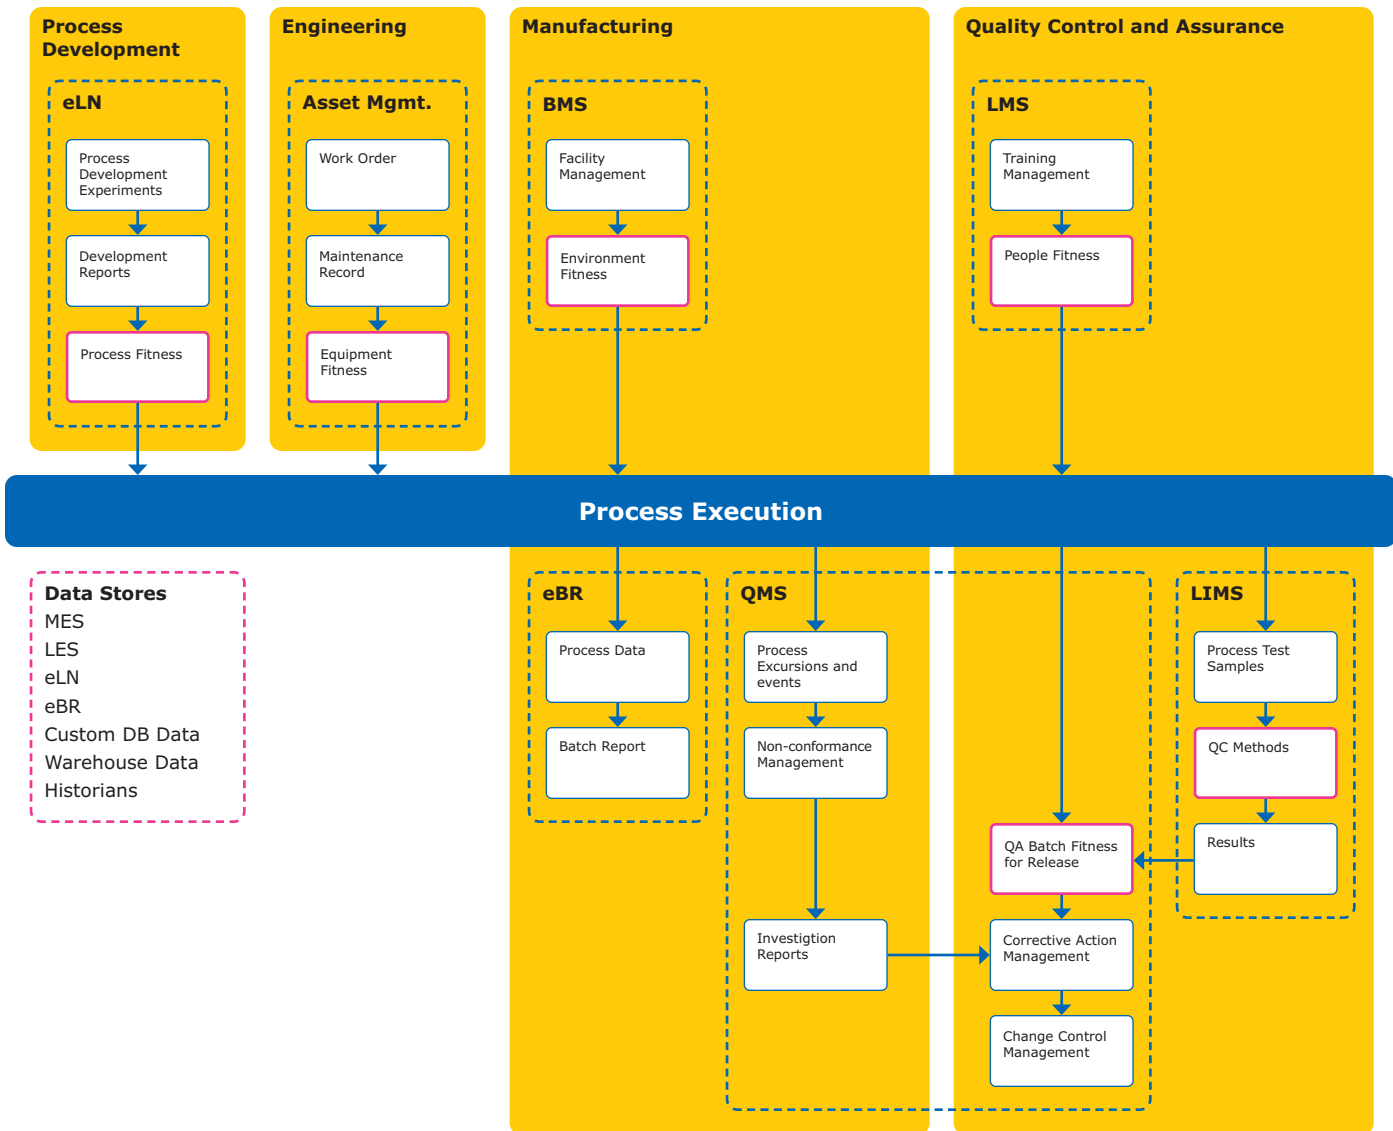 Process
Development
eLN
Process
Development
Experiments
Development
Reports
Process Fitness
Engineering
Asset Mgmt.
Work Order
Maintenance
Record
Equipment
Fitness
Manufacturing
BMS
Facility
Management
Environment
Fitness
Quality Control and Assurance
LMS
Training
Management
People Fitness
Process Execution
Data Stores
MES
LES
eLN
eBR
Custom DB Data
Warehouse Data
Historians
eBR
Process Data
Batch Report
QMS
Process
Excursions and
events
Non-conformance
Management
Investigtion
Reports
QA Batch Fitness
for Release
Corrective Action
Management
Change Control
Management
LIMS
Process Test
Samples
QC Methods
Results